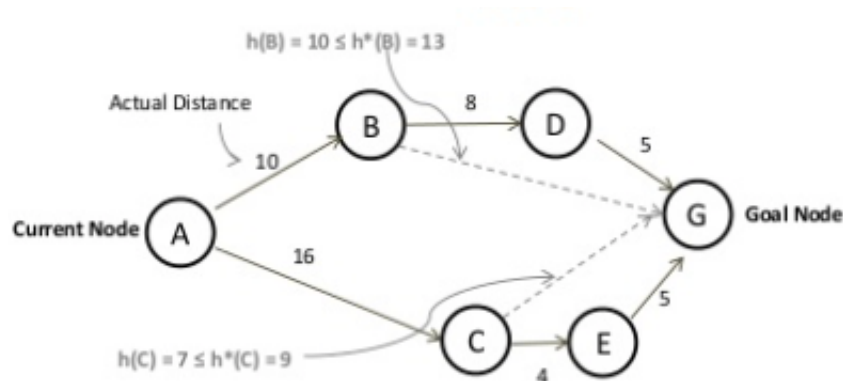 h(B) = 10 ≤ h*(B) = 13
Actual Distance
8
B
D
10
5
Current Node
A
G
Goal Node
16
5
C
E
h(C) = 7 ≤ h*(C) = 9
4